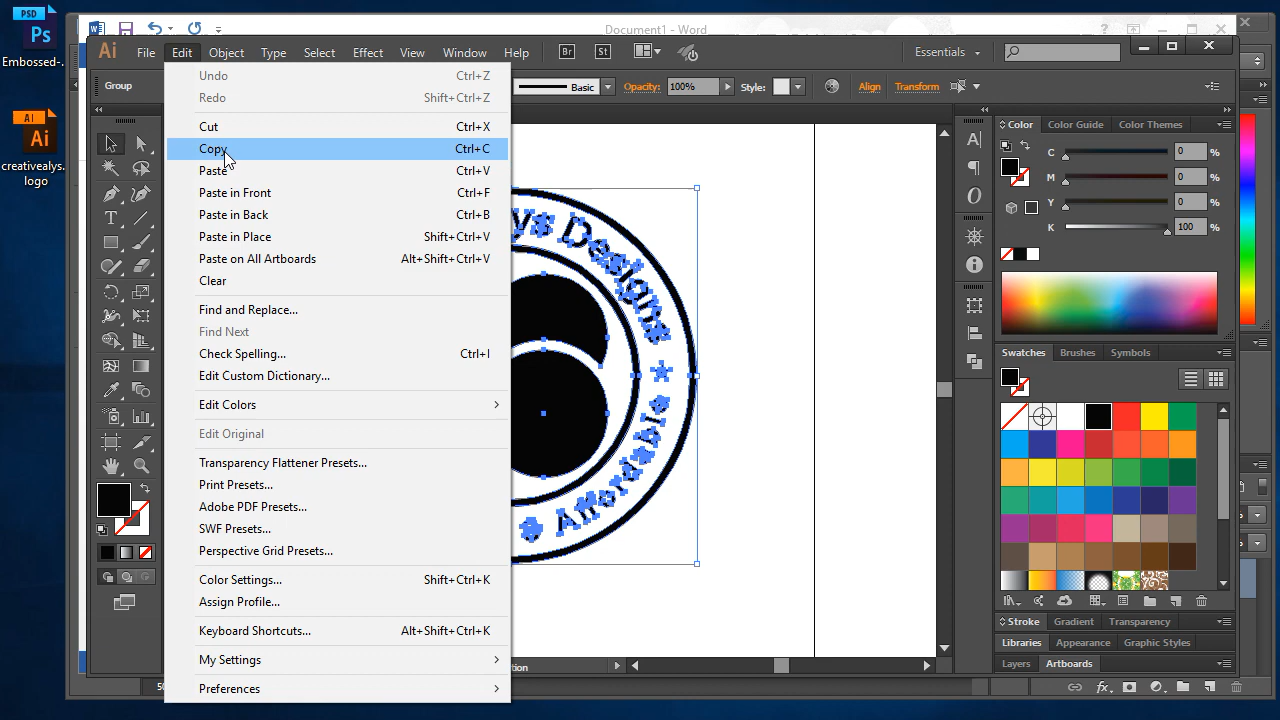 PSD
Ps
Embossed-..
AI
Ai
creativealys.
logo
Document1 - Word
?
Ai File Edit Object Type Select Effect View Window Help Br St Essentials
Group Basic Opacity: 100% Style: Align Transform
Undo Ctrl+Z
Redo Shift+Ctrl+Z
Cut Ctrl+X
Copy Ctrl+C
Paste Ctrl+V
Paste in Front Ctrl+F
Paste in Back Ctrl+B
Paste in Place Shift+Ctrl+V
Paste on All Artboards Alt+Shift+Ctrl+V
Clear
Find and Replace...
Find Next
Check Spelling... Ctrl+I
Edit Custom Dictionary...
Edit Colors
Edit Original
Transparency Flattener Presets...
Print Presets...
Adobe PDF Presets...
SWF Presets...
Perspective Grid Presets...
Color Settings... Shift+Ctrl+K
Assign Profile...
Keyboard Shortcuts... Alt+Shift+Ctrl+K
My Settings
Preferences
Color Color Guide Color Themes
C 0 %
M 0 %
Y 0 %
K 100 %
Swatches Brushes Symbols
Stroke Gradient Transparency
Libraries Appearance Graphic Styles
Layers Artboards